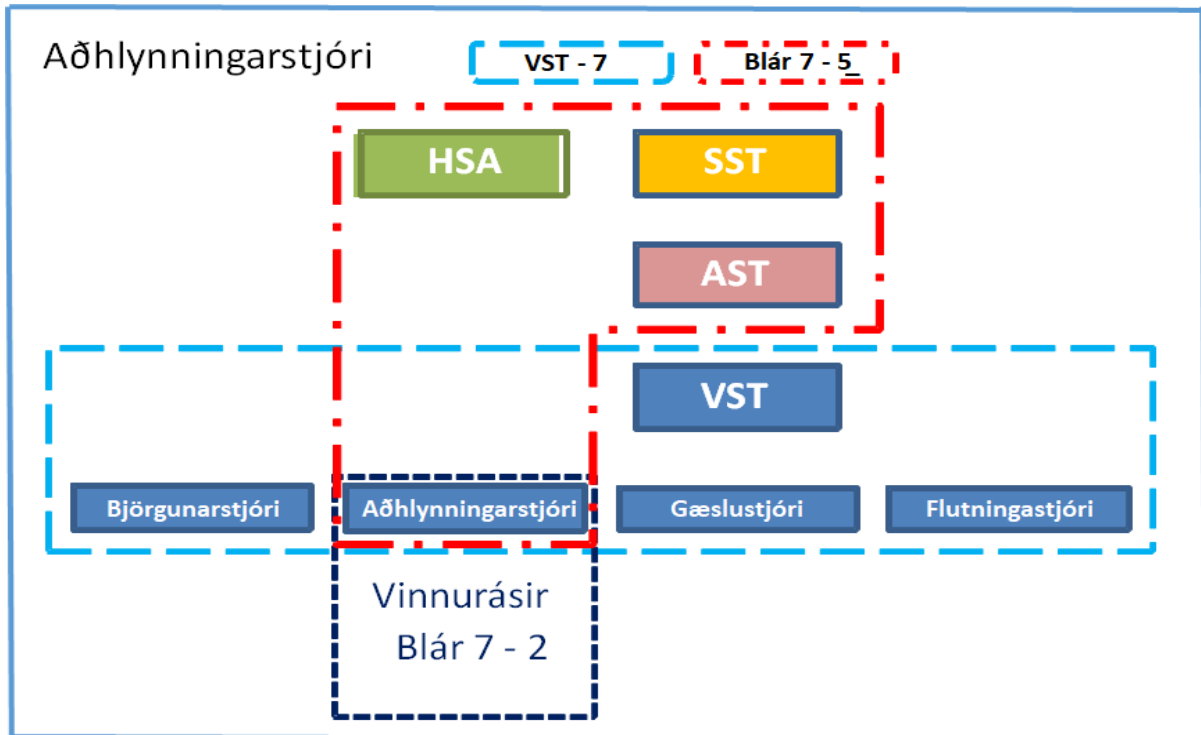 Aðhlynningarstjóri
VST - 7
Blár 7 - 5
HSA
SST
AST
VST
Björgunarstjóri
Aðhlynningarstjóri
Gæslustjóri
Flutningastjóri
Vinnurásir
Blár 7 - 2